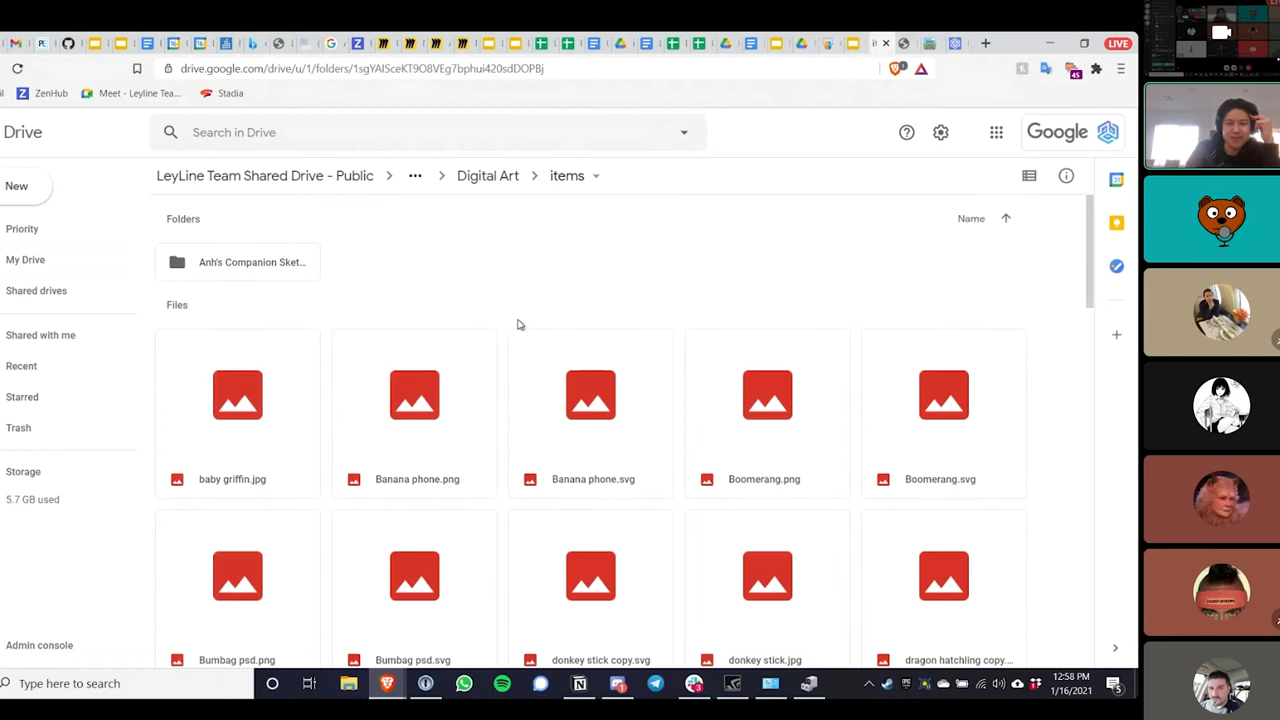 LIVE
drive.google.com/drive/u/1/folders/1sgYAlSceKT9O8VEg7hTohui420sdDOPBj
45
ZenHub
Meet - Leyline Tea...
Stadia
Drive
Search in Drive
Google
New
LeyLine Team Shared Drive - Public
Digital Art
items
Priority
My Drive
Shared drives
Shared with me
Recent
Starred
Trash
Storage
5.7 GB used
Admin console
Folders
Name
Anh's Companion Sket...
Files
baby griffin.jpg
Banana phone.png
Banana phone.svg
Boomerang.png
Boomerang.svg
Bumbag psd.png
Bumbag psd.svg
donkey stick copy.svg
donkey stick.jpg
dragon hatchling copy....
Type here to search
12:58 PM
1/16/2021
5